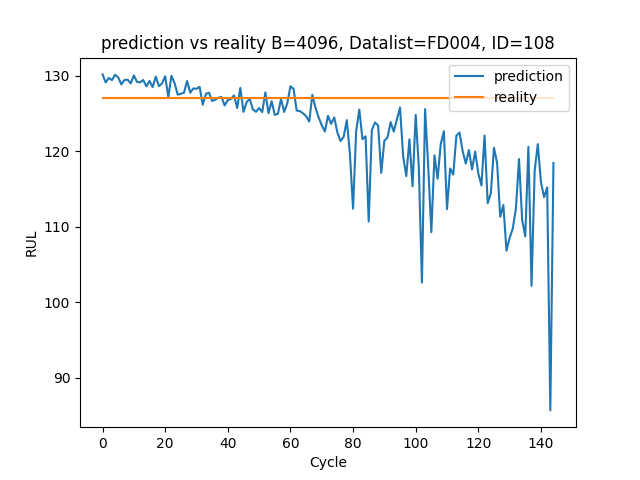 prediction vs reality B=4096, Datalist=FD004, ID=108
prediction
reality
RUL
130
120
110
100
90
0 20 40 60 80 100 120 140
Cycle